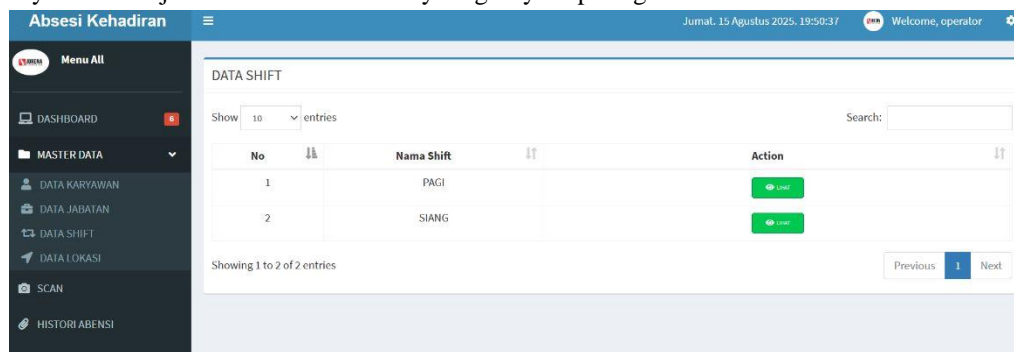 Absesi Kehadiran
Jumat. 15 Agustus 2025. 19:50:37
Welcome, operator
Menu All
DATA SHIFT
DASHBOARD 6
Show 10 entries
Search:
MASTER DATA
No Nama Shift Action
DATA KARYAWAN
1 PAGI LIHAT
DATA JABATAN
2 SIANG LIHAT
DATA SHIFT
DATA LOKASI
Showing 1 to 2 of 2 entries
Previous 1 Next
SCAN
HISTORI ABENSI